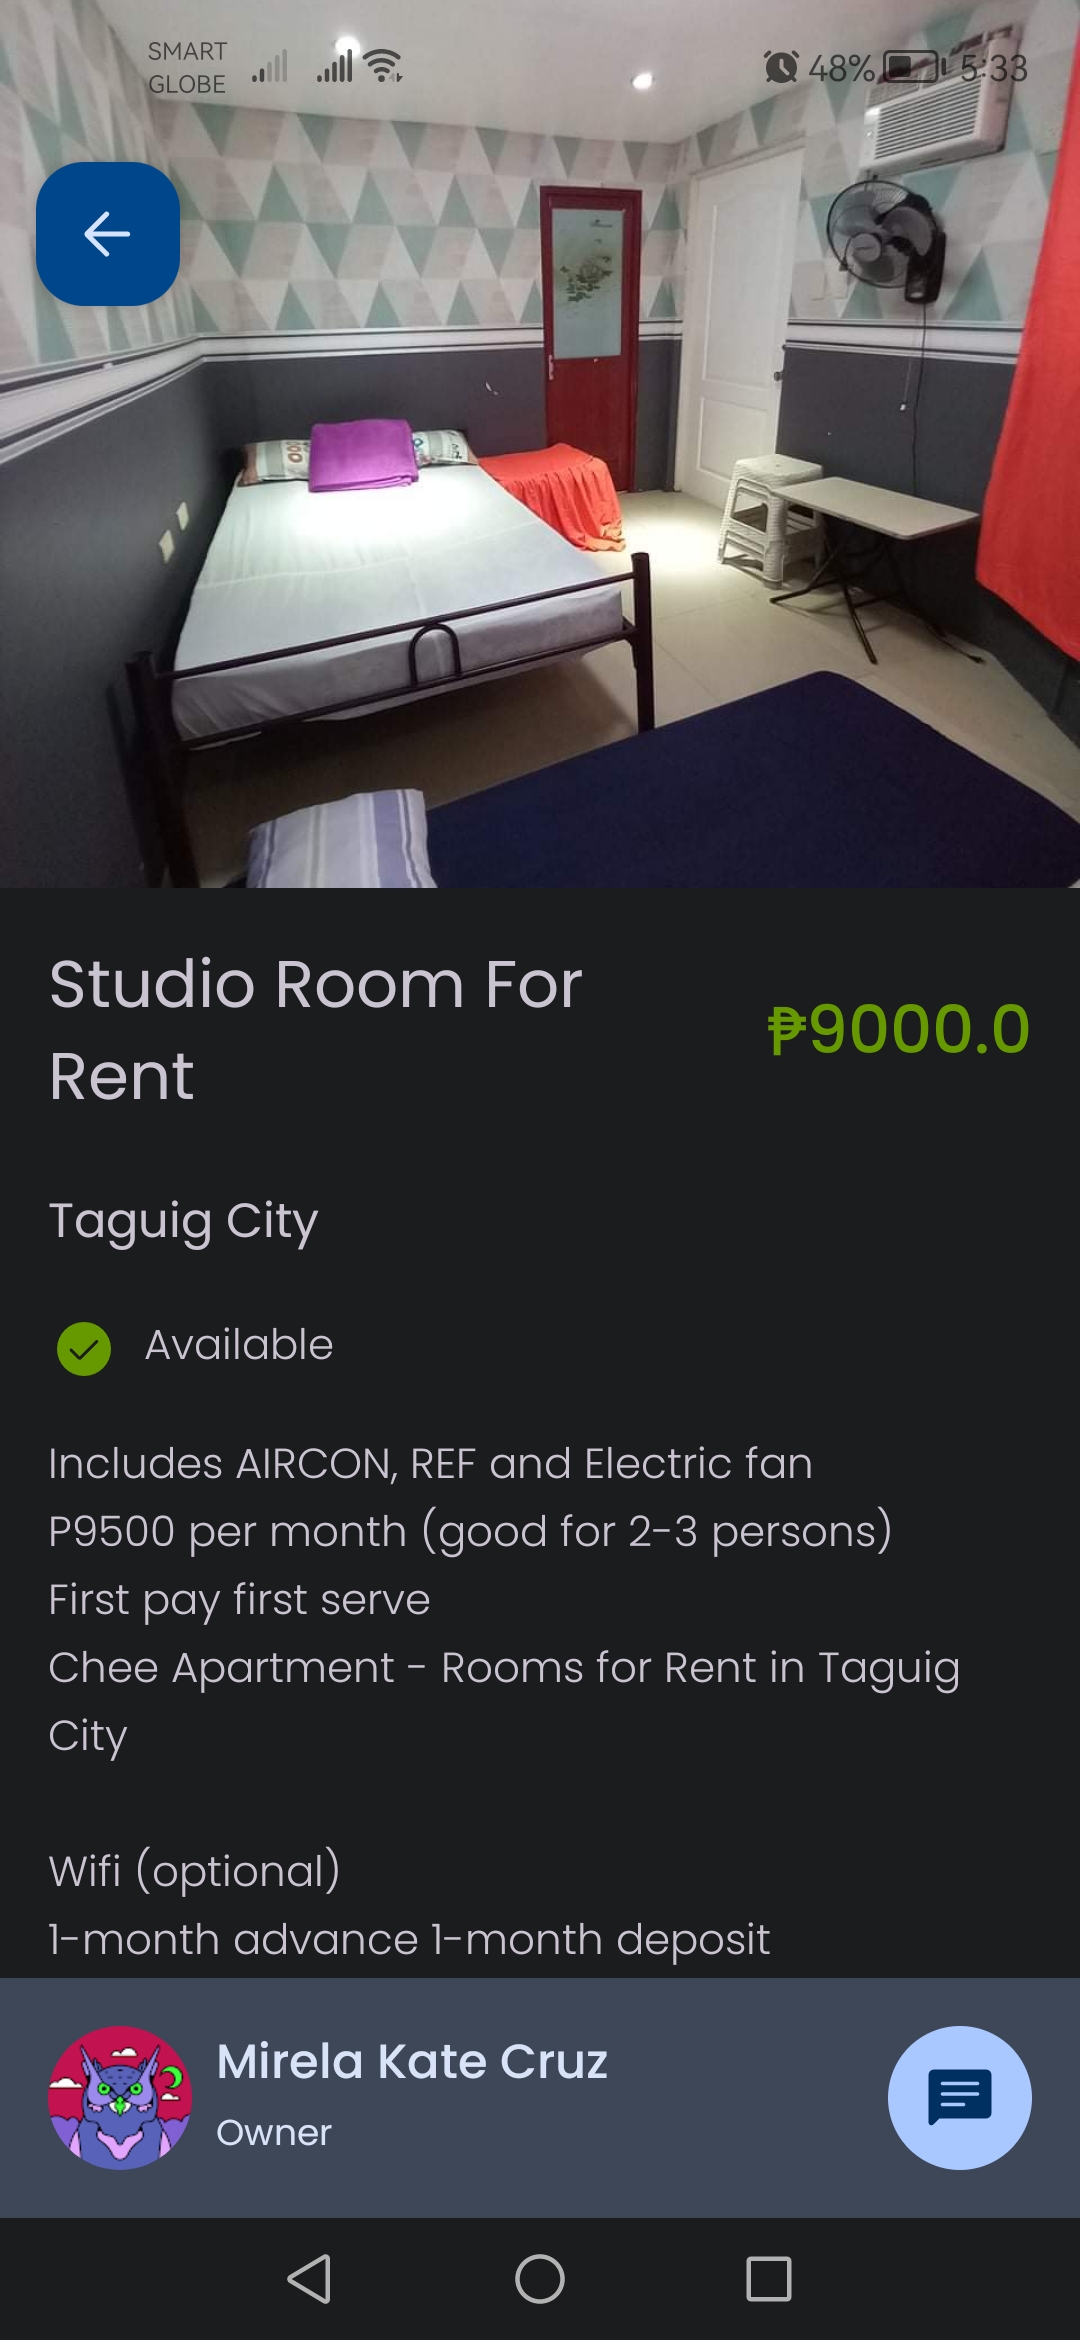 SMART
GLOBE
48%
5:33
Studio Room For
Rent
₱9000.0
Taguig City
Available
Includes AIRCON, REF and Electric fan
P9500 per month (good for 2-3 persons)
First pay first serve
Chee Apartment - Rooms for Rent in Taguig
City
Wifi (optional)
1-month advance 1-month deposit
Mirela Kate Cruz
Owner